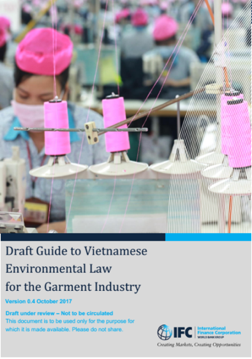 Draft Guide to Vietnamese
Environmental Law
for the Garment Industry
Version 5.4 October 2017
Draft under review – Not to be circulated
This document is to be used only for the purpose for
which it is made available. Please do not share.
IFC
International
Finance Corporation
WORLD BANK GROUP
Creating Markets, Creating Opportunities